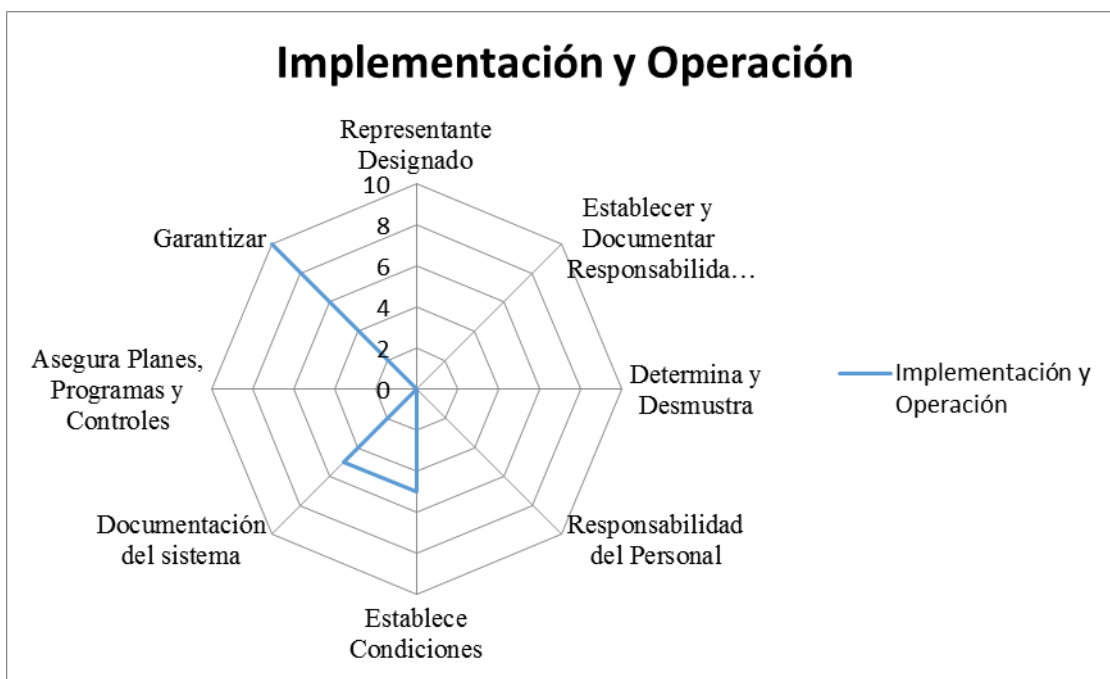 Implementación y Operación
Representante
Designado
10
8
6
4
2
0
Establecer y
Documentar
Responsabilida…
Determina y
Desmustra
Responsabilidad
del Personal
Establece
Condiciones
Documentación
del sistema
Asegura Planes,
Programas y
Controles
Garantizar
Implementación y
Operación